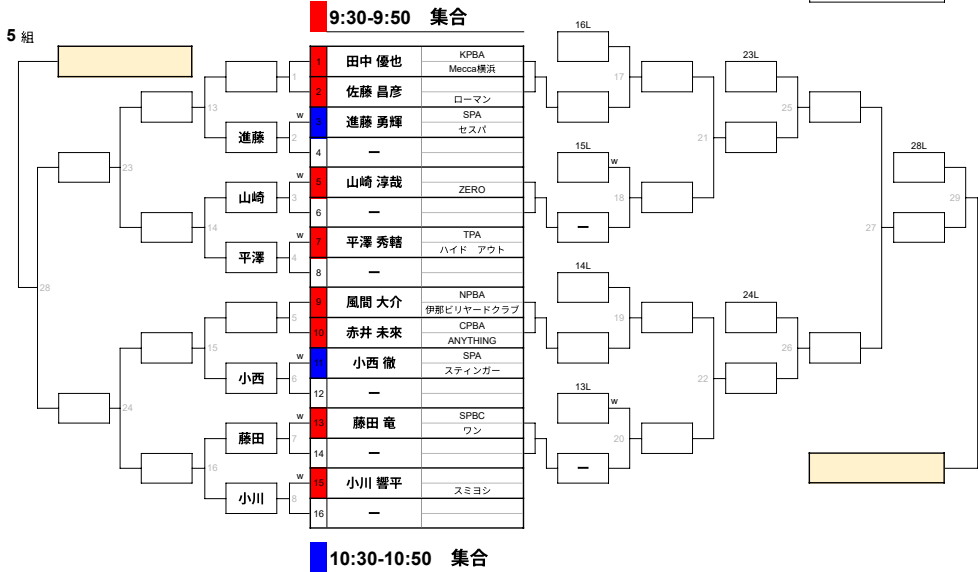 9:30-9:50 集合
5 組
1 田中 優也 KPBA
Mecca横浜
2 佐藤 昌彦
ローマン
3 進藤 勇輝 SPA
セスパ
4 ー
5 山崎 淳哉
ZERO
6 ー
7 平澤 秀轄 TPA
ハイド アウト
8 ー
9 風間 大介 NPBA
伊那ビリヤードクラブ
10 赤井 未來 CPBA
ANYTHING
11 小西 徹 SPA
スティンガー
12 ー
13 藤田 竜 SPBC
ワン
14 ー
15 小川 響平
スミヨシ
16 ー
10:30-10:50 集合
進藤
山崎
平澤
小西
藤田
小川
w
w
w
w
w
w
1
2
3
4
5
6
7
8
13
14
15
16
23
24
28
16L
17
15L
w
18
ー
14L
19
13L
w
20
ー
21
22
23L
25
24L
26
27
28L
29